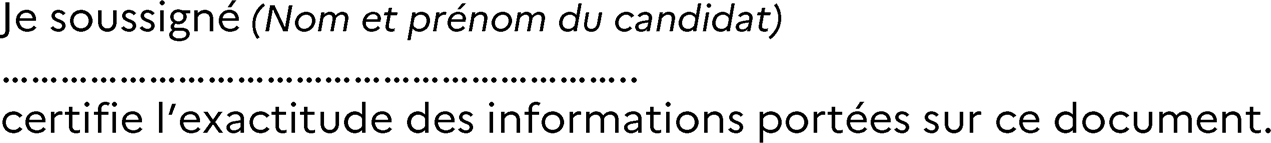 Je soussigné (Nom et prénom du candidat)
……………………………………………………….
certifie l’exactitude des informations portées sur ce document.